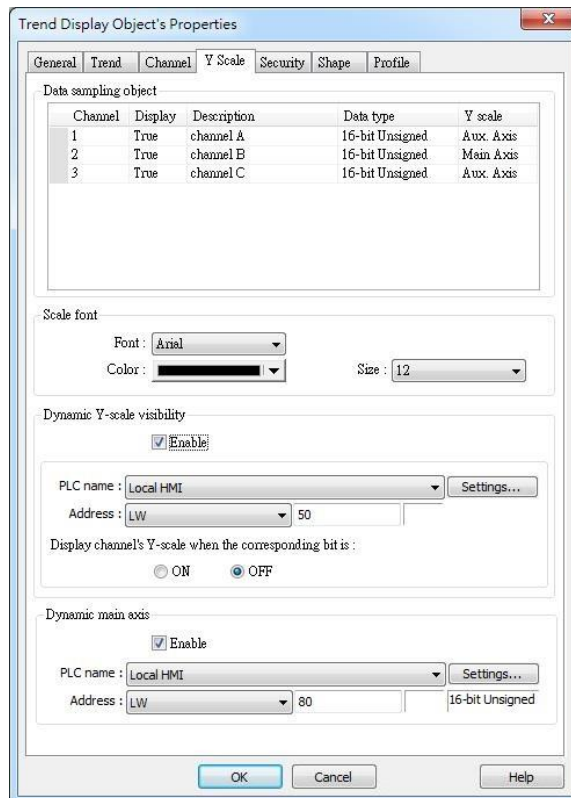 Trend Display Object's Properties
General Trend Channel Y Scale Security Shape Profile
Data sampling object
Channel Display Description Data type Y scale
1 True channel A 16-bit Unsigned Aux. Axis
2 True channel B 16-bit Unsigned Main Axis
3 True channel C 16-bit Unsigned Aux. Axis
Scale font
Font : Arial
Color : Size : 12
Dynamic Y-scale visibility
Enable
PLC name : Local HMI Settings...
Address : LW 50
Display channel's Y-scale when the corresponding bit is :
ON OFF
Dynamic main axis
Enable
PLC name : Local HMI Settings...
Address : LW 80 16-bit Unsigned
OK Cancel Help